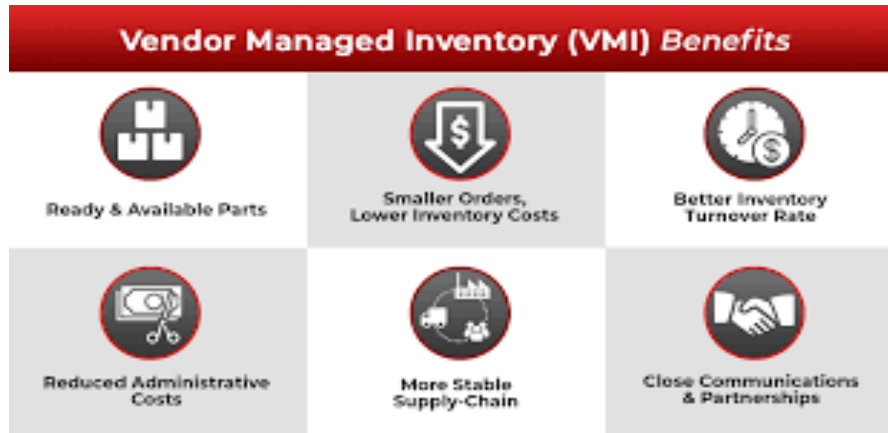 Vendor Managed Inventory (VMI) Benefits
Ready & Available Parts
Smaller Orders,
Lower Inventory Costs
Better Inventory
Turnover Rate
Reduced Administrative
Costs
More Stable
Supply-Chain
Close Communications
& Partnerships